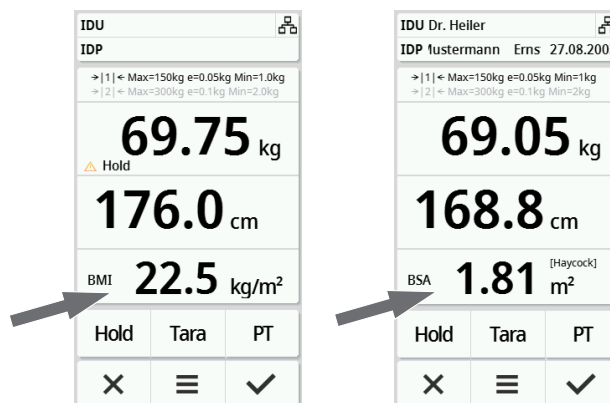 IDU
IDP
→|1|← Max=150kg e=0.05kg Min=1.0kg
→|2|← Max=300kg e=0.1kg Min=2.0kg
69.75 kg
Hold
176.0 cm
BMI 22.5 kg/m²
Hold Tara PT
IDU Dr. Heiler
IDP Mustermann Erns 27.08.200
→|1|← Max=150kg e=0.05kg Min=1kg
→|2|← Max=300kg e=0.1kg Min=2kg
69.05 kg
168.8 cm
BSA 1.81 [Haycock] m²
Hold Tara PT